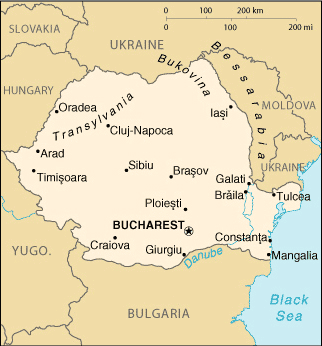 SLOVAKIA
UKRAINE
0 100 200 km
0 100 200 mi
Bukovina
Bessarabia
HUNGARY
Oradea
Transylvania
Cluj-Napoca
Iaşi
MOLDOVA
Arad
Timişoara
Sibiu
Braşov
UKRAINE
Galati
Brăila
Tulcea
Ploieşti
BUCHAREST
Constanţa
Craiova
Giurgiu
Danube
Mangalia
YUGO.
BULGARIA
Black
Sea